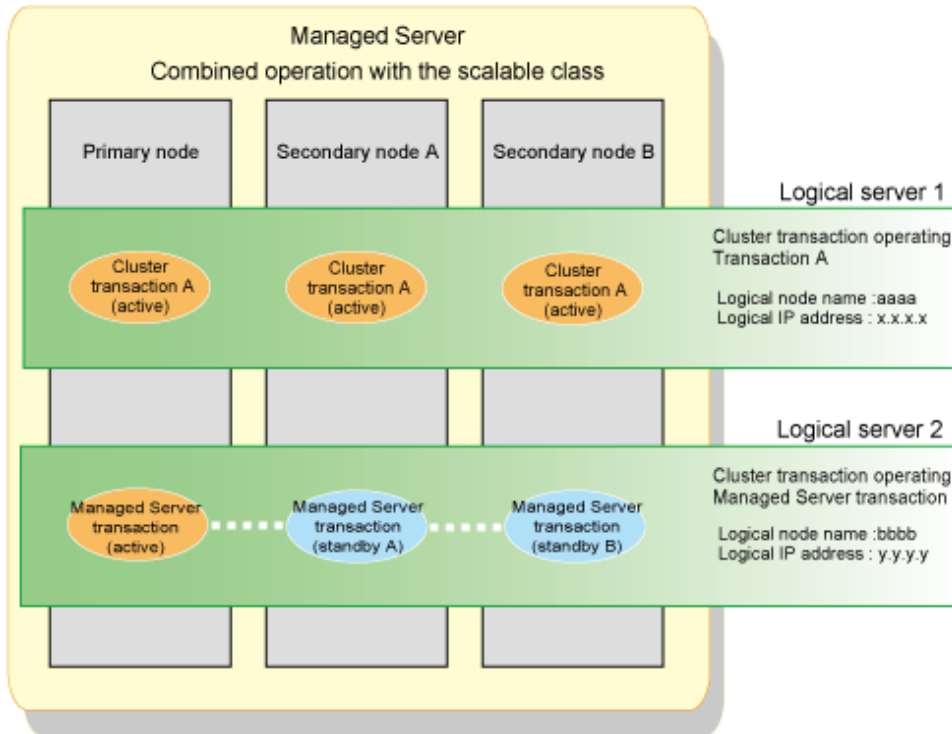 Managed Server
Combined operation with the scalable class
Primary node
Secondary node A
Secondary node B
Logical server 1
Cluster
transaction A
(active)
Cluster
transaction A
(active)
Cluster
transaction A
(active)
Cluster transaction operating
Transaction A
Logical node name :aaaa
Logical IP address : x.x.x.x
Logical server 2
Managed Server
transaction
(active)
Managed Server
transaction
(standby A)
Managed Server
transaction
(standby B)
Cluster transaction operating
Managed Server transaction
Logical node name :bbbb
Logical IP address : y.y.y.y